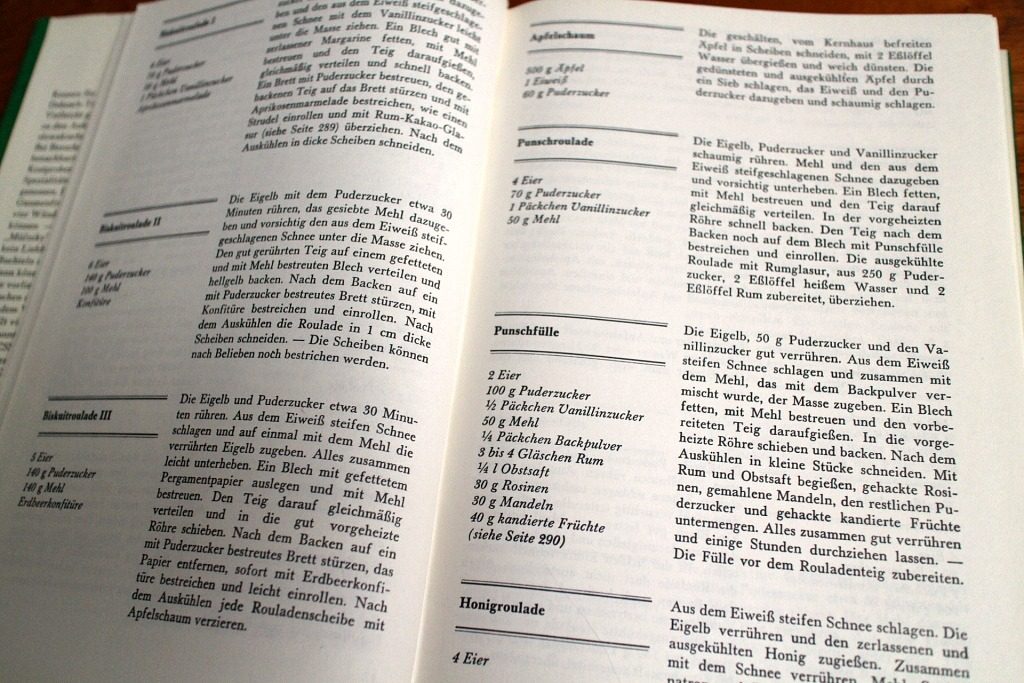 Biskuitroulade I
ben und den aus dem Eiweiß steifgeschlage-
nen Schnee mit dem Vanillinzucker leicht
unter die Masse ziehen. Ein Blech gut mit
zerlassener Margarine fetten, mit Mehl
bestreuen und den Teig daraufgießen,
gleichmäßig verteilen und schnell backen.
Ein Brett mit Puderzucker bestreuen, den ge-
backenen Teig auf das Brett stürzen und mit
Aprikosenmarmelade bestreichen, wie einen
Strudel einrollen und mit Rum-Kakao-Gla-
sur (siehe Seite 289) überziehen. Nach dem
Auskühlen in dicke Scheiben schneiden.
Biskuitroulade II
6 Eier
140 g Puderzucker
100 g Mehl
Konfitüre
Die Eigelb mit dem Puderzucker etwa 30
Minuten rühren, das gesiebte Mehl dazuge-
ben und vorsichtig den aus dem Eiweiß steif-
geschlagenen Schnee unter die Masse ziehen.
Den gut gerührten Teig auf einem gefetteten
und mit Mehl bestreuten Blech verteilen und
hellgelb backen. Nach dem Backen auf ein
mit Puderzucker bestreutes Brett stürzen, mit
Konfitüre bestreichen und einrollen. Nach
dem Auskühlen die Roulade in 1 cm dicke
Scheiben schneiden. — Die Scheiben können
nach Belieben noch bestrichen werden.
Biskuitroulade III
5 Eier
140 g Puderzucker
140 g Mehl
Erdbeerkonfitüre
Die Eigelb und Puderzucker etwa 30 Minu-
ten rühren. Aus dem Eiweiß steifen Schnee
schlagen und auf einmal mit dem Mehl die
verrührten Eigelb zugeben. Alles zusammen
leicht unterheben. Ein Blech mit gefettetem
Pergamentpapier auslegen und mit Mehl
bestreuen. Den Teig darauf gleichmäßig
verteilen und in die gut vorgeheizte
Röhre schieben. Nach dem Backen auf ein
mit Puderzucker bestreutes Brett stürzen, das
Papier entfernen, sofort mit Erdbeerkonfi-
türe bestreichen und leicht einrollen. Nach
dem Auskühlen jede Rouladenscheibe mit
Apfelschaum verzieren.
Apfelschaum
500 g Äpfel
1 Eiweiß
60 g Puderzucker
Die geschälten, vom Kernhaus befreiten
Äpfel in Scheiben schneiden, mit 2 Eßlöffel
Wasser übergießen und weich dünsten. Die
gedünsteten und ausgekühlten Äpfel durch
ein Sieb schlagen, das Eiweiß und den Pu-
derzucker dazugeben und schaumig schlagen.
Punschroulade
4 Eier
70 g Puderzucker
1 Päckchen Vanillinzucker
50 g Mehl
Die Eigelb, Puderzucker und Vanillinzucker
schaumig rühren. Mehl und den aus dem
Eiweiß steifgeschlagenen Schnee dazugeben
und vorsichtig unterheben. Ein Blech fetten,
mit Mehl bestreuen und den Teig darauf
gleichmäßig verteilen. In der vorgeheizten
Röhre schnell backen. Den Teig nach dem
Backen noch auf dem Blech mit Punschfülle
bestreichen und einrollen. Die ausgekühlte
Roulade mit Rumglasur, aus 250 g Puder-
zucker, 2 Eßlöffel heißem Wasser und 2
Eßlöffel Rum zubereitet, überziehen.
Punschfülle
2 Eier
100 g Puderzucker
½ Päckchen Vanillinzucker
50 g Mehl
¼ Päckchen Backpulver
3 bis 4 Gläschen Rum
¼ l Obstsaft
30 g Rosinen
30 g Mandeln
40 g kandierte Früchte
(siehe Seite 290)
Die Eigelb, 50 g Puderzucker und den Va-
nillinzucker gut verrühren. Aus dem Eiweiß
steifen Schnee schlagen und zusammen mit
dem Mehl, das mit dem Backpulver ver-
mischt wurde, der Masse zugeben. Ein Blech
fetten, mit Mehl bestreuen und den vorbe-
reiteten Teig daraufgießen. In die vorge-
heizte Röhre schieben und backen. Nach dem
Auskühlen in kleine Stücke schneiden. Mit
Rum und Obstsaft begießen, gehackte Rosi-
nen, gemahlene Mandeln, den restlichen Pu-
derzucker und gehackte kandierte Früchte
untermengen. Alles zusammen gut verrühren
und einige Stunden durchziehen lassen. —
Die Fülle vor dem Rouladenteig zubereiten.
Honigroulade
4 Eier
Aus dem Eiweiß steifen Schnee schlagen. Die
Eigelb verrühren und den zerlassenen und
ausgekühlten Honig zugießen. Zusammen
mit dem Schnee verrühren.